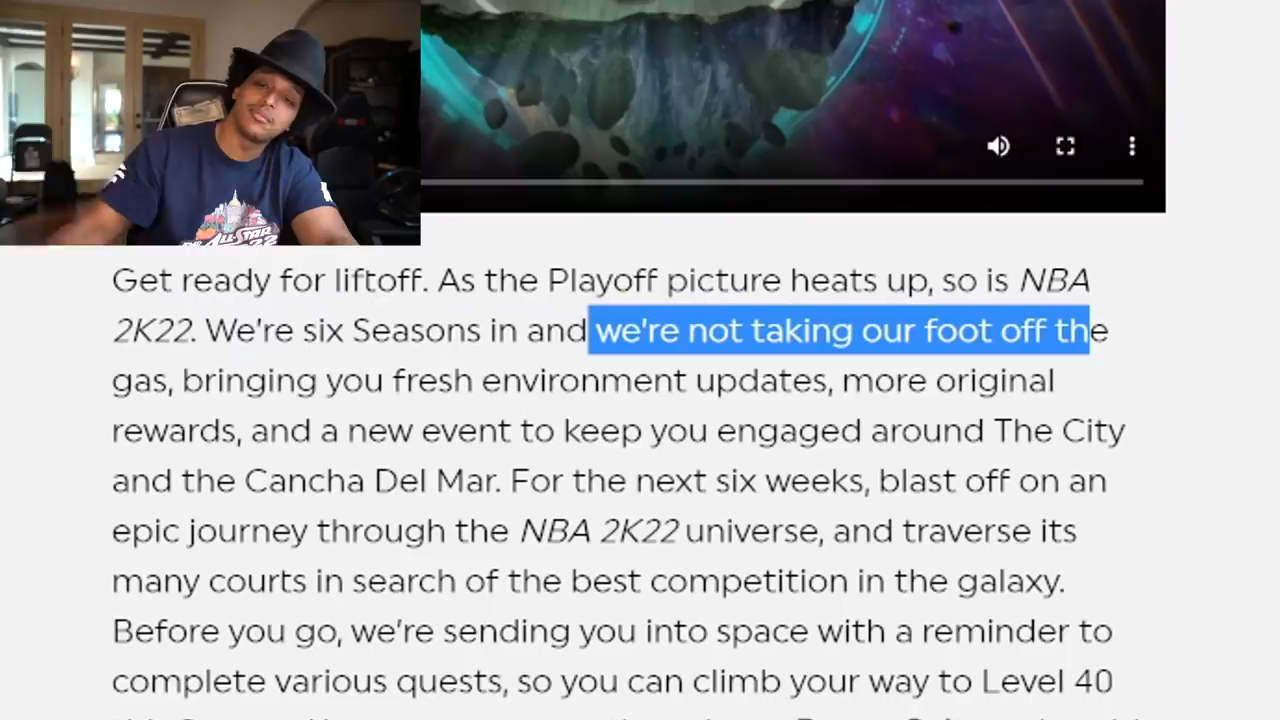 ALL-STAR
22
Get ready for liftoff. As the Playoff picture heats up, so is NBA
2K22. We're six Seasons in and we're not taking our foot off the
gas, bringing you fresh environment updates, more original
rewards, and a new event to keep you engaged around The City
and the Cancha Del Mar. For the next six weeks, blast off on an
epic journey through the NBA 2K22 universe, and traverse its
many courts in search of the best competition in the galaxy.
Before you go, we're sending you into space with a reminder to
complete various quests, so you can climb your way to Level 40